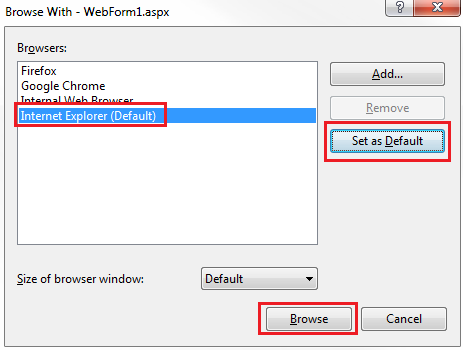 Browse With - WebForm1.aspx
Browsers:
Firefox
Google Chrome
Internal Web Browser
Internet Explorer (Default)
Add...
Remove
Set as Default
Size of browser window:
Default
Browse
Cancel